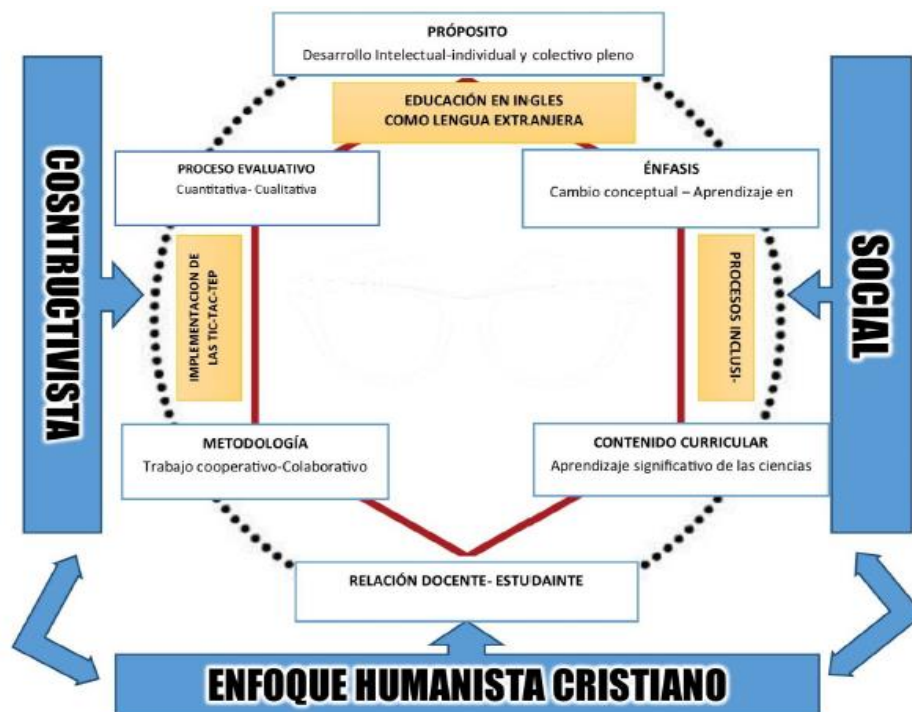 PRÓPOSITO
Desarrollo Intelectual-individual y colectivo pleno
EDUCACIÓN EN INGLES
COMO LENGUA EXTRANJERA
PROCESO EVALUATIVO
Cuantitativa- Cualitativa
ÉNFASIS
Cambio conceptual – Aprendizaje en
COSNTRUCTIVISTA
IMPLEMENTACION DE
LAS TIC-TAC-TEP
PROCESOS INCLUSI-
SOCIAL
METODOLOGÍA
Trabajo cooperativo-Colaborativo
CONTENIDO CURRICULAR
Aprendizaje significativo de las ciencias
RELACIÓN DOCENTE- ESTUDAINTE
ENFOQUE HUMANISTA CRISTIANO